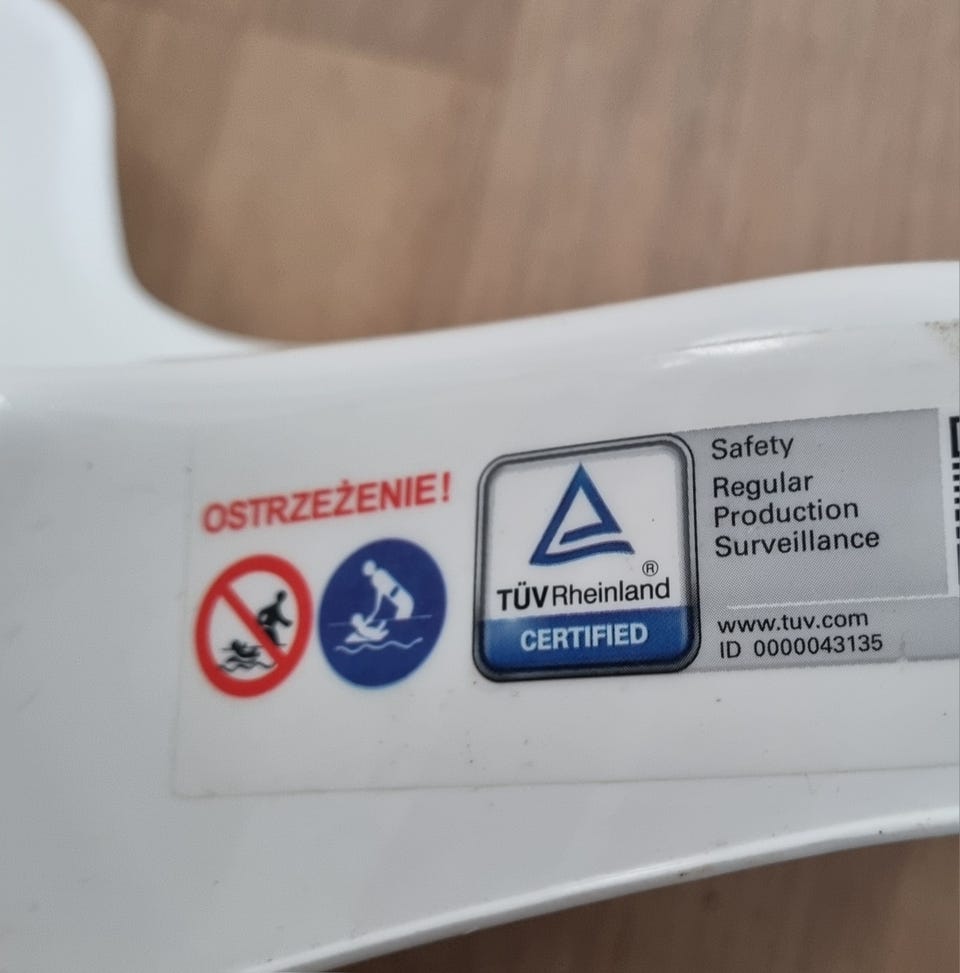 OSTRZEŻENIE!
TÜVRheinland®
CERTIFIED
Safety
Regular
Production
Surveillance
www.tuv.com
ID 0000043135